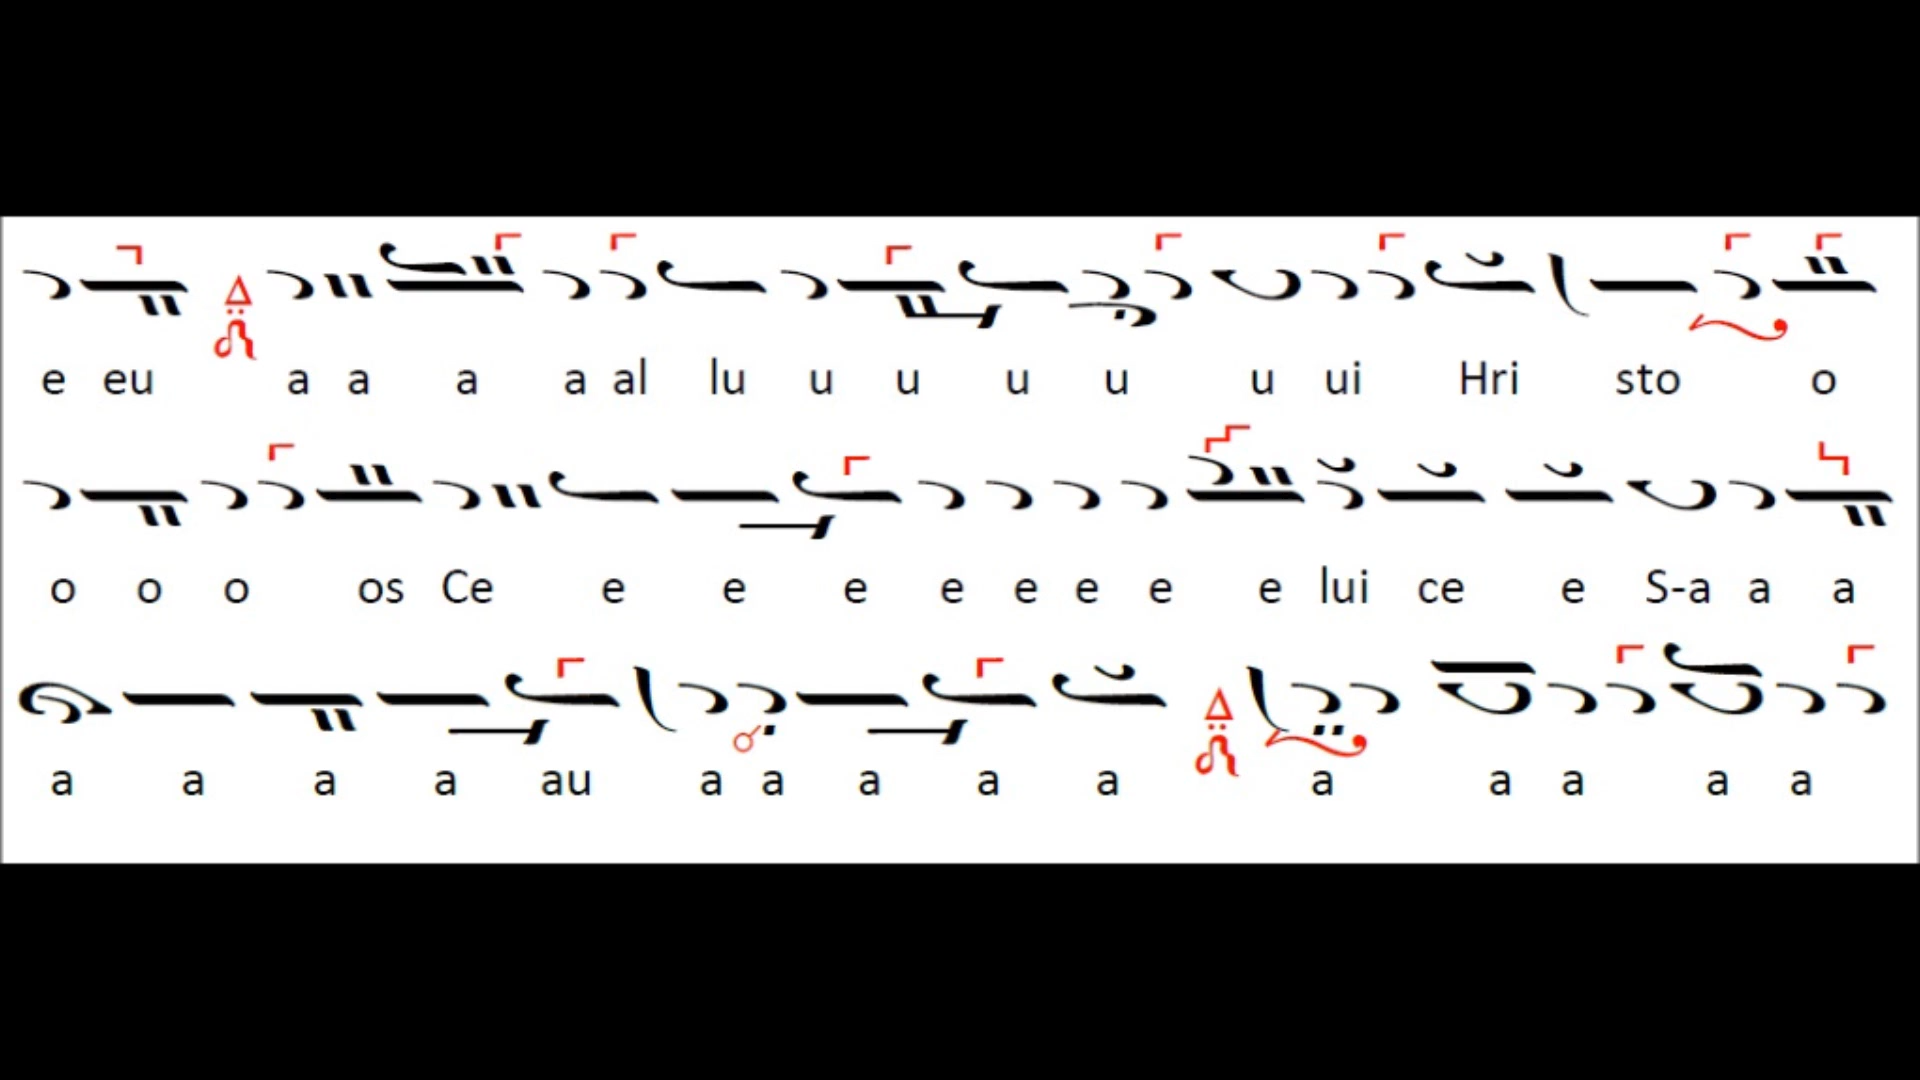 e eu a a a a al lu u u u u u ui Hri sto o
o o o os Ce e e e e e e e e lui ce e S-a a a
a a a a au a a a a a a a a a a